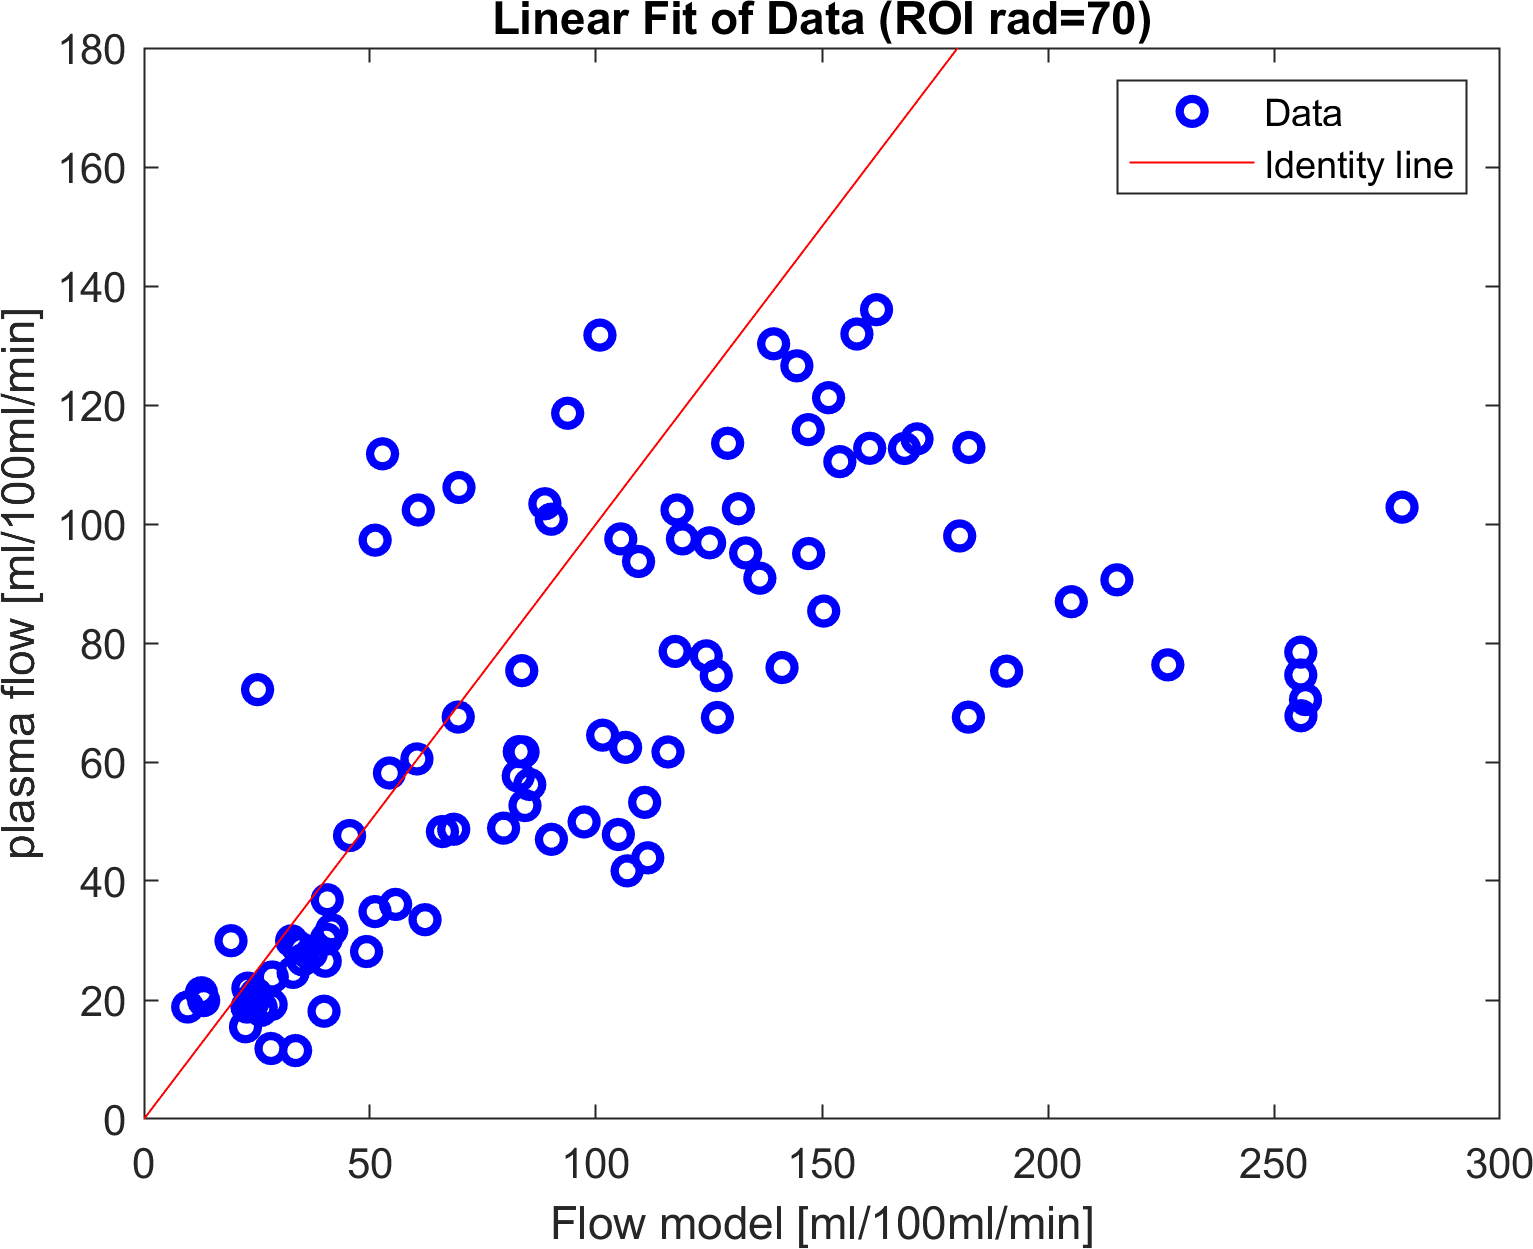 Linear Fit of Data (ROI rad=70)
180
160
140
120
100
80
60
40
20
0
plasma flow [ml/100ml/min]
Data
Identity line
0 50 100 150 200 250 300
Flow model [ml/100ml/min]